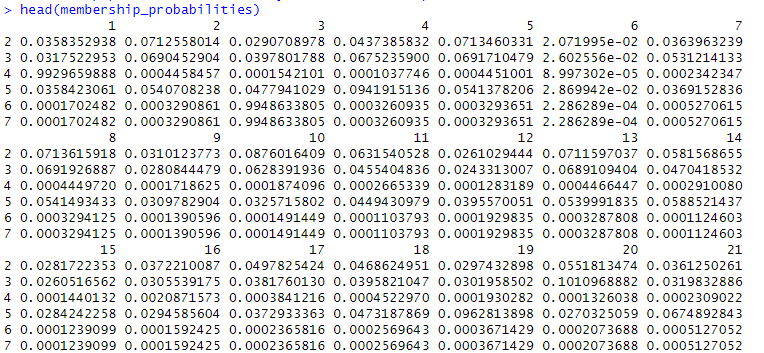 > head(membership_probabilities)
1 2 3 4 5 6 7
2 0.0358352938 0.0712558014 0.0290708978 0.0437385832 0.0713460331 2.071995e-02 0.0363963239
3 0.0317522953 0.0690452904 0.0397801788 0.0675235900 0.0691710479 2.602556e-02 0.0531214133
4 0.9929659888 0.0004458457 0.0001542101 0.0001037746 0.0004451001 8.997302e-05 0.0002342347
5 0.0358423061 0.0540708238 0.0477941029 0.0941915136 0.0541378206 2.869942e-02 0.0369152836
6 0.0001702482 0.0003290861 0.9948633805 0.0003260935 0.0003293651 2.286289e-04 0.0005270615
7 0.0001702482 0.0003290861 0.9948633805 0.0003260935 0.0003293651 2.286289e-04 0.0005270615
8 9 10 11 12 13 14
2 0.0713615918 0.0310123773 0.0876016409 0.0631540528 0.0261029444 0.0711597037 0.0581568655
3 0.0691926887 0.0280844479 0.0628391936 0.0455404836 0.0243313007 0.0689109404 0.0470418532
4 0.0004449720 0.0001718625 0.0001874096 0.0002665339 0.0001283189 0.0004466447 0.0002910080
5 0.0541493433 0.0309782904 0.0325715802 0.0444930979 0.0395570051 0.0539991835 0.0588521437
6 0.0003294125 0.0001390596 0.0001491449 0.0001103793 0.0001929835 0.0003287808 0.0001124603
7 0.0003294125 0.0001390596 0.0001491449 0.0001103793 0.0001929835 0.0003287808 0.0001124603
15 16 17 18 19 20 21
2 0.0281722353 0.0372210087 0.0497825424 0.0468624951 0.0297432898 0.0551813474 0.0361250261
3 0.0260516562 0.0305539175 0.0381760130 0.0395821047 0.0301958502 0.1010968882 0.0319832886
4 0.0001440132 0.0020871573 0.0003841216 0.0004522970 0.0001930282 0.0001326038 0.0002309022
5 0.0284242258 0.0294585604 0.0372933363 0.0473187869 0.0962813898 0.0270325059 0.0674892843
6 0.0001239099 0.0001592425 0.0002365816 0.0002569643 0.0003671429 0.0002073688 0.0005127052
7 0.0001239099 0.0001592425 0.0002365816 0.0002569643 0.0003671429 0.0002073688 0.0005127052